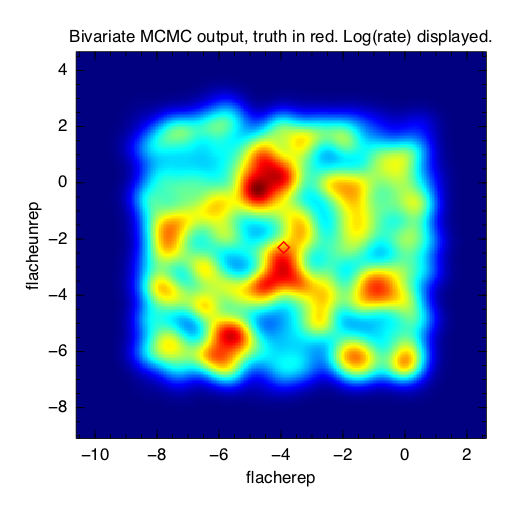 Bivariate MCMC output, truth in red. Log(rate) displayed.
4
2
0
−2
−4
−6
−8
flacheunrep
−10 −8 −6 −4 −2 0 2
flacherep